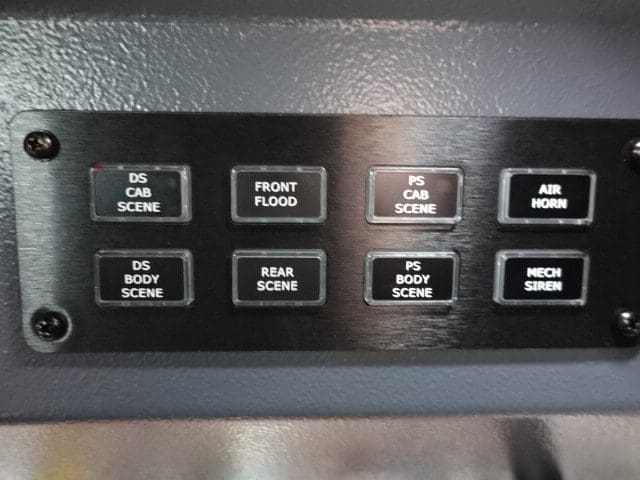 DS
CAB
SCENE
FRONT
FLOOD
PS
CAB
SCENE
AIR
HORN
DS
BODY
SCENE
REAR
SCENE
PS
BODY
SCENE
MECH
SIREN